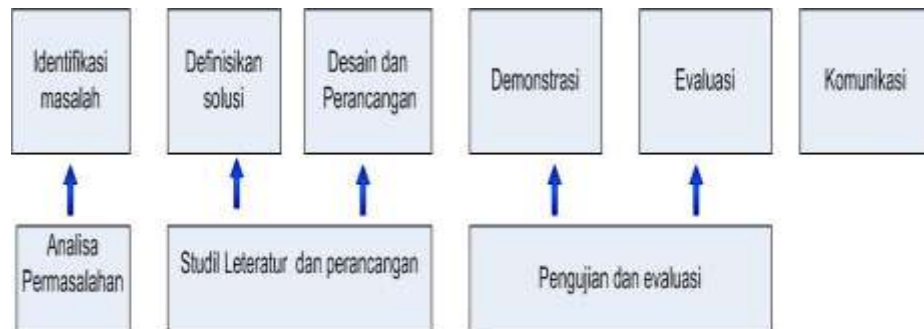 Identifikasi
masalah
Definisikan
solusi
Desain dan
Perancangan
Demonstrasi
Evaluasi
Komunikasi
Analisa
Permasalahan
Studil Leteratur dan perancangan
Pengujian dan evaluasi